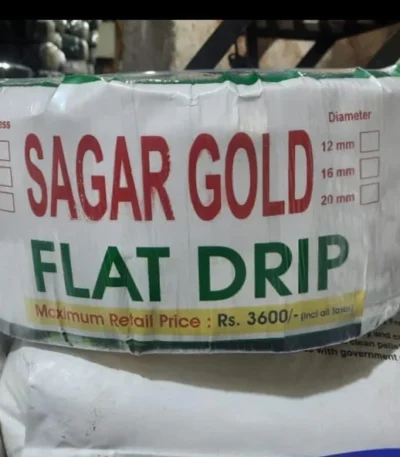 Diameter
SAGAR GOLD
12 mm
16 mm
20 mm
FLAT DRIP
Maximum Retail Price : Rs. 3600/- (Incl all Taxes)
clean
with government